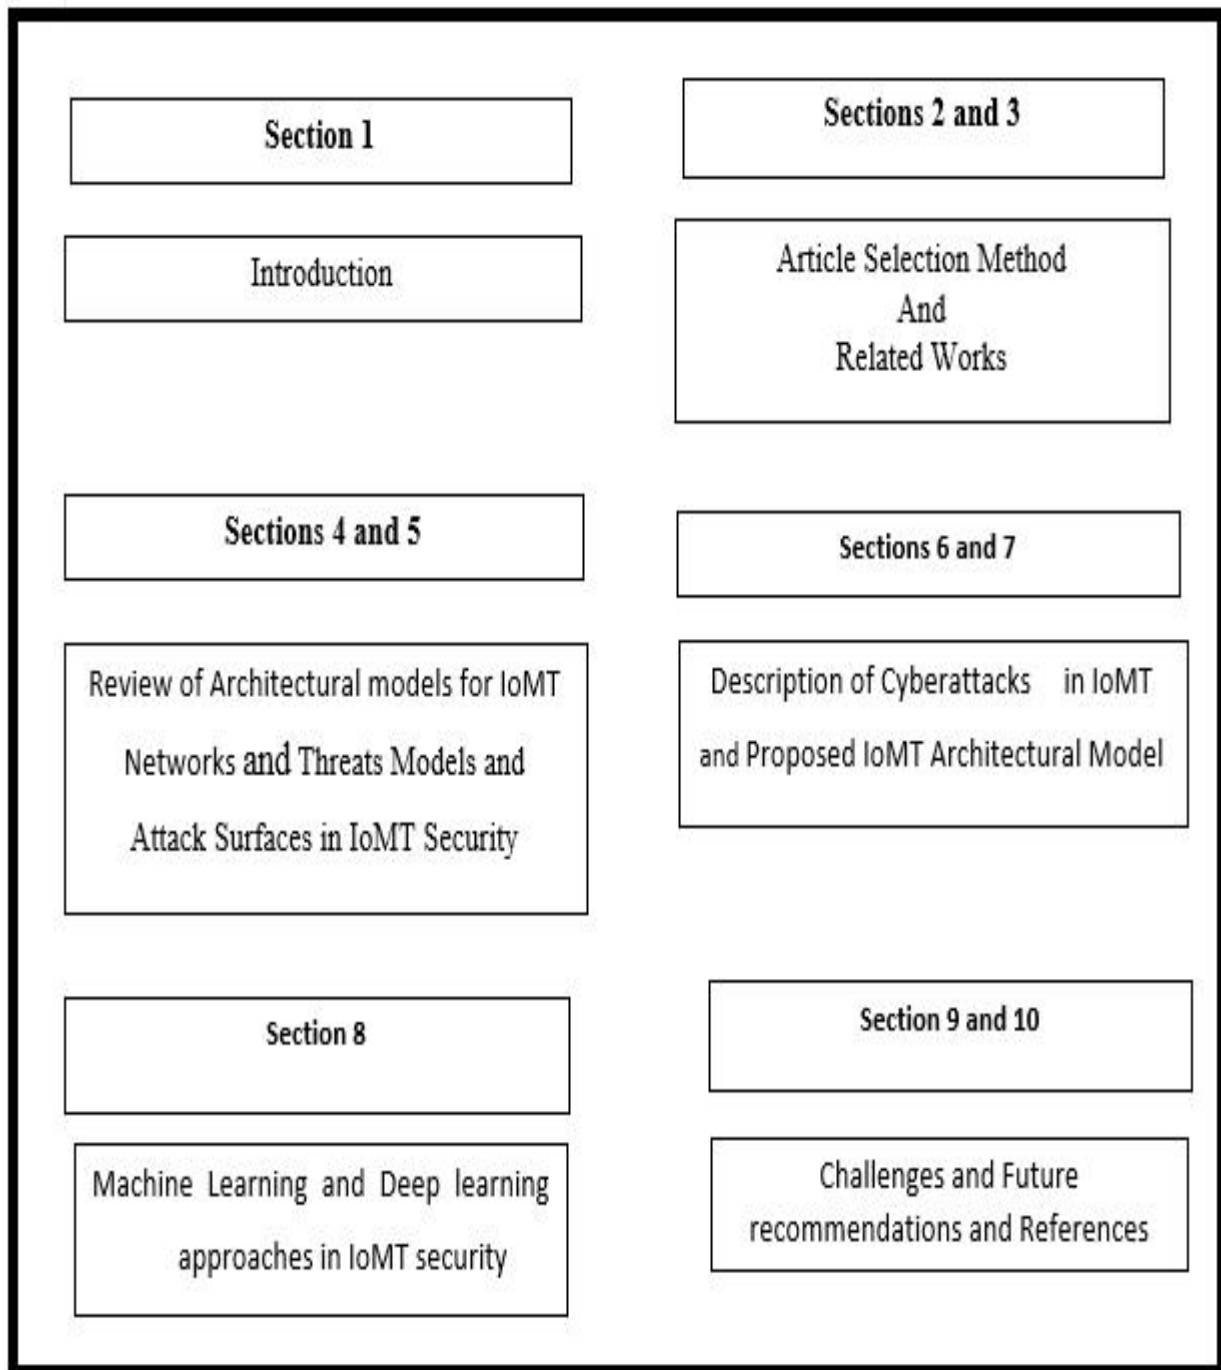 Section 1
Introduction
Sections 2 and 3
Article Selection Method
And
Related Works
Sections 4 and 5
Review of Architectural models for IoMT
Networks and Threats Models and
Attack Surfaces in IoMT Security
Sections 6 and 7
Description of Cyberattacks in IoMT
and Proposed IoMT Architectural Model
Section 8
Machine Learning and Deep learning
approaches in IoMT security
Section 9 and 10
Challenges and Future
recommendations and References